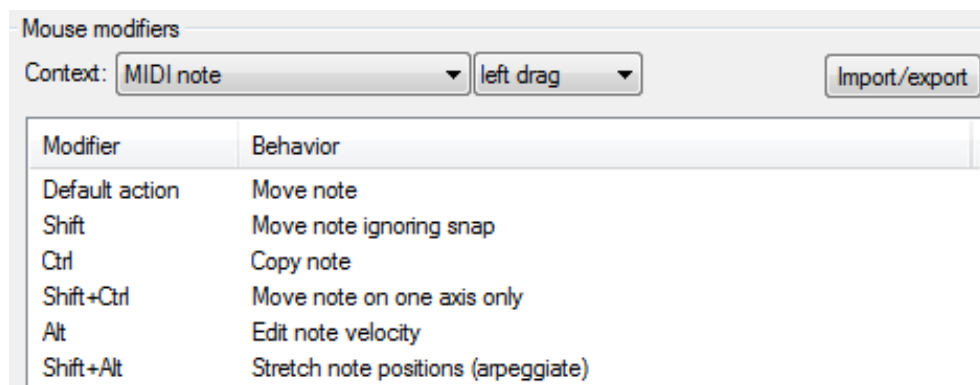 Mouse modifiers
Context: MIDI note left drag Import/export
Modifier Behavior
Default action Move note
Shift Move note ignoring snap
Ctrl Copy note
Shift+Ctrl Move note on one axis only
Alt Edit note velocity
Shift+Alt Stretch note positions (arpeggiate)